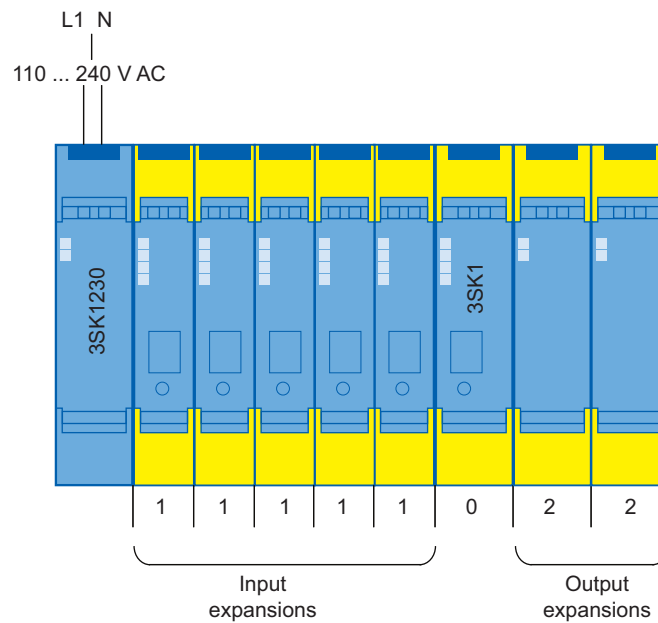 L1 N
110 ... 240 V AC
3SK1230
3SK1
1 1 1 1 1 0 2 2
Input
expansions
Output
expansions